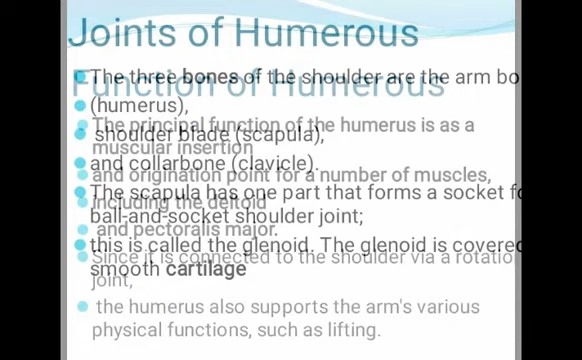 Joints of Humerous
The three bones of the shoulder are the arm bo
(humerus),
shoulder blade (scapula),
and collarbone (clavicle).
The scapula has one part that forms a socket fo
ball-and-socket shoulder joint;
this is called the glenoid. The glenoid is covered
smooth cartilage
Function of Humerous
The principal function of the humerus is as a
muscular insertion
and origination point for a number of muscles,
including the deltoid
and pectoralis major.
Since it is connected to the shoulder via a rotatio
joint,
the humerus also supports the arm's various
physical functions, such as lifting.